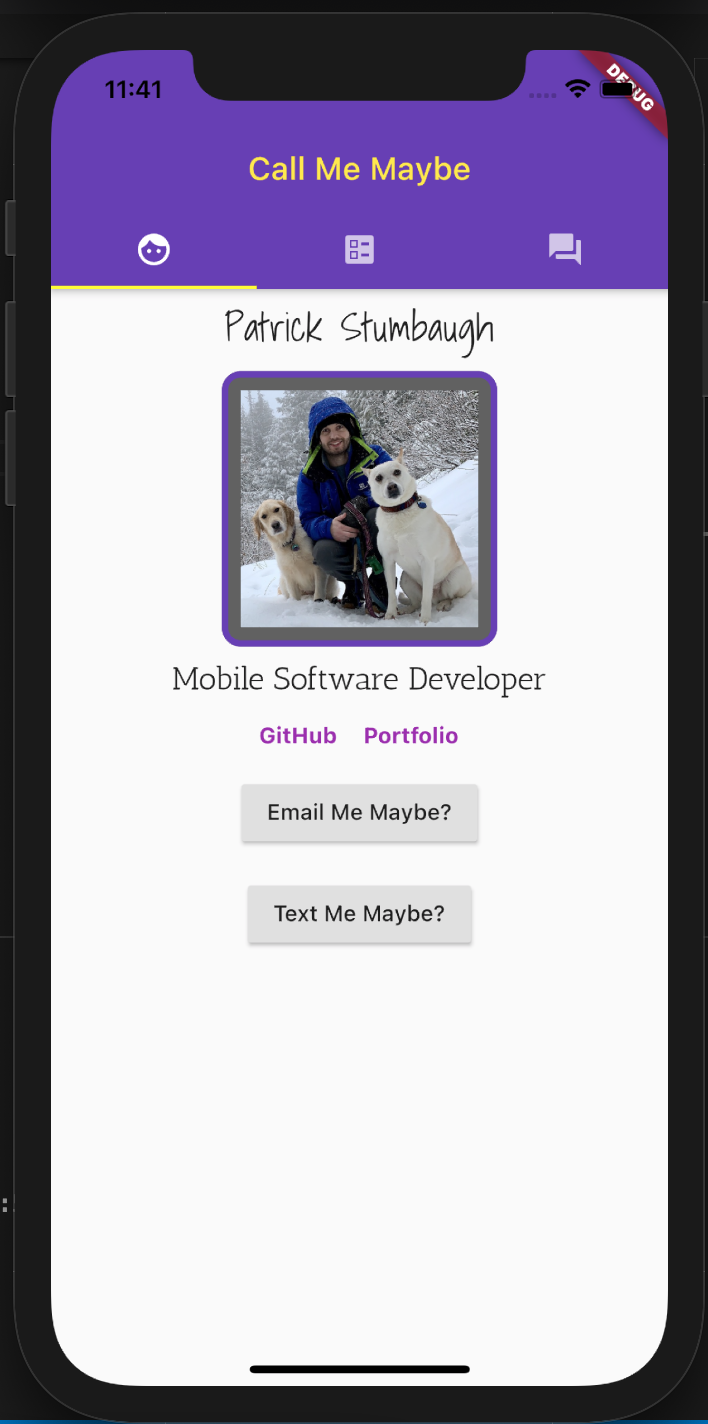 11:41
DEBUG
Call Me Maybe
Patrick Stumbaugh
Mobile Software Developer
GitHub Portfolio
Email Me Maybe?
Text Me Maybe?